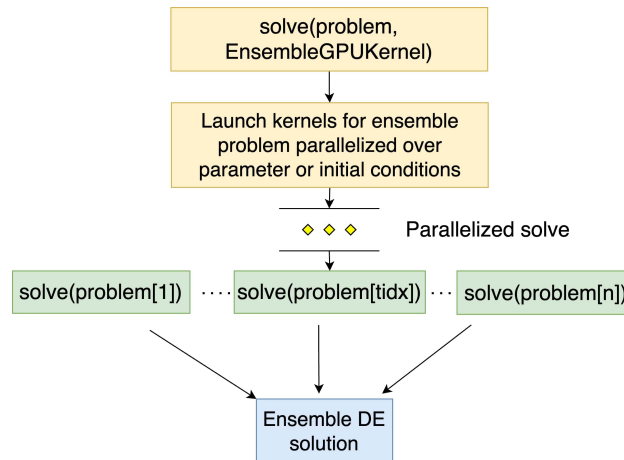 solve(problem,
EnsembleGPUKernel)
Launch kernels for ensemble
problem parallelized over
parameter or initial conditions
Parallelized solve
solve(problem[1]) ···· solve(problem[tidx]) ··· solve(problem[n])
Ensemble DE
solution